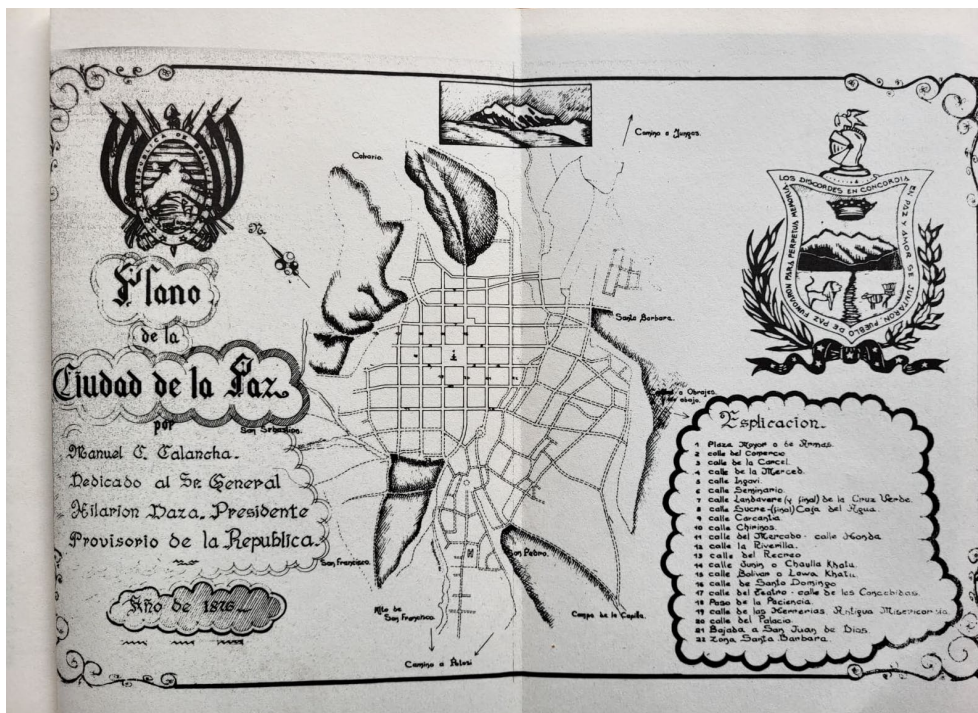 Plano
de la
Ciudad de la Paz
por
Manuel C. Calancha.
Dedicado al Sr. General
Hilarion Daza. Presidente
Provisorio de la Republica.
Año de 1876
N.
Calvario.
Camino a Yungas.
Santa Barbara.
a Obrajes
abajo.
San Sebastian.
San Francisco.
Alto de
San Francisco.
San Pedro.
Campo de la Capilla.
Camino a Potosi
LOS DISCORDES EN CONCORDIA
EN PAZ Y AMOR SE JUNTARON PUEBLO DE PAZ FUNDARON PARA PERPETUA MEMORIA
Esplicacion.
1 Plaza Mayor o de Armas.
2 calle del Comercio
3 calle de la Carcel.
4 calle de la Merced.
5 calle Ingavi.
6 calle Seminario.
7 calle Landavere (y final) de la Cruz Verde.
8 calle Sucre-(final) Caja del Agua.
9 calle Carcantia.
10 calle Chirinos.
11 calle del Mercado - calle Honda
12 calle la Riverilla.
13 calle del Recreo
14 calle Junin o Chaulla Khatu.
15 calle Bolivar o Lawa Khatu.
16 calle de Santo Domingo
17 calle del Teatro - calle de las Concebidas.
18 Paso de la Paciencia.
19 calle de las Herrerias, Antigua Misericordia.
20 calle del Palacio.
21 Bajada a San Juan de Dios.
22 Zona Santa Barbara.